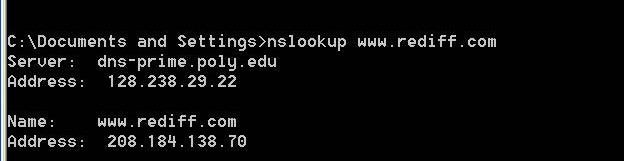 C:\Documents and Settings>nslookup www.rediff.com
Server:  dns-prime.poly.edu
Address:  128.238.29.22
Name:    www.rediff.com
Address:  208.184.138.70